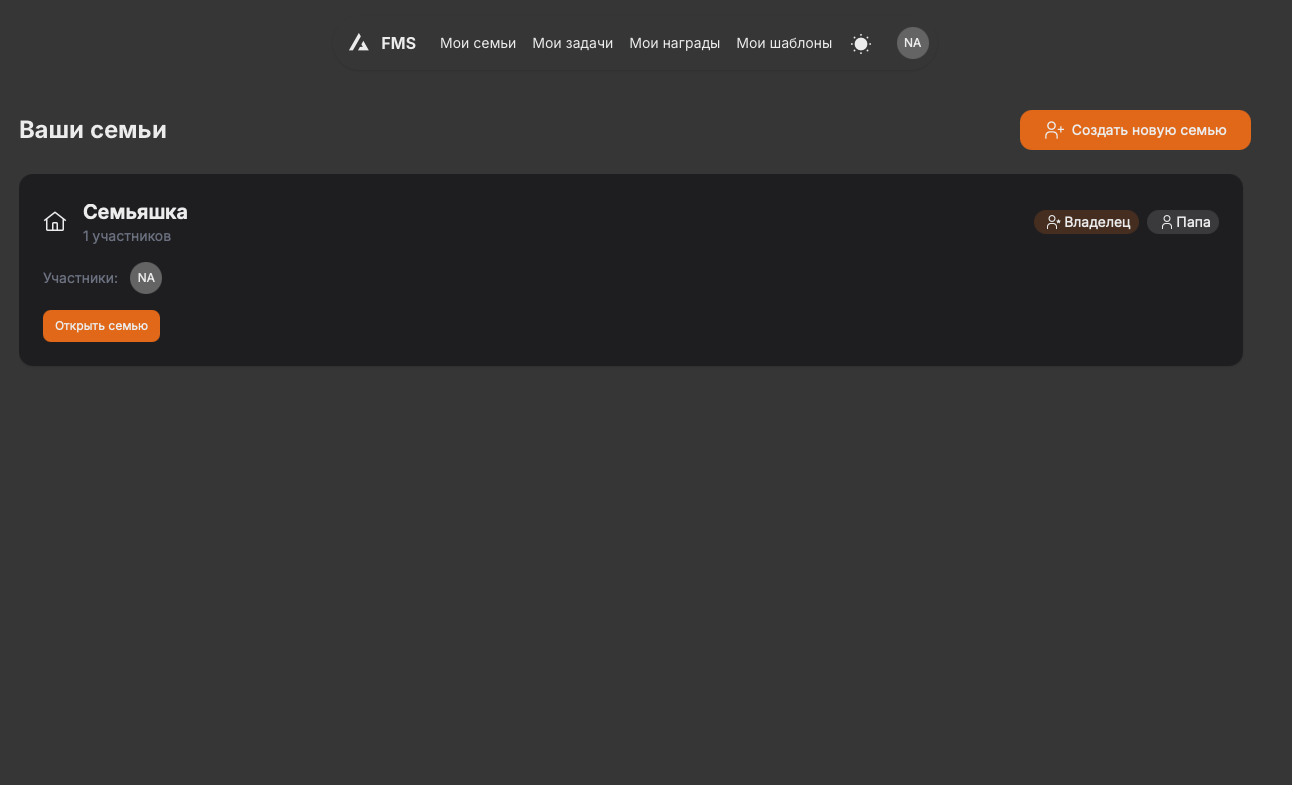 FMS Мои семьи Мои задачи Мои награды Мои шаблоны NA
Ваши семьи
Создать новую семью
Семьяшка
1 участников
Владелец Папа
Участники: NA
Открыть семью